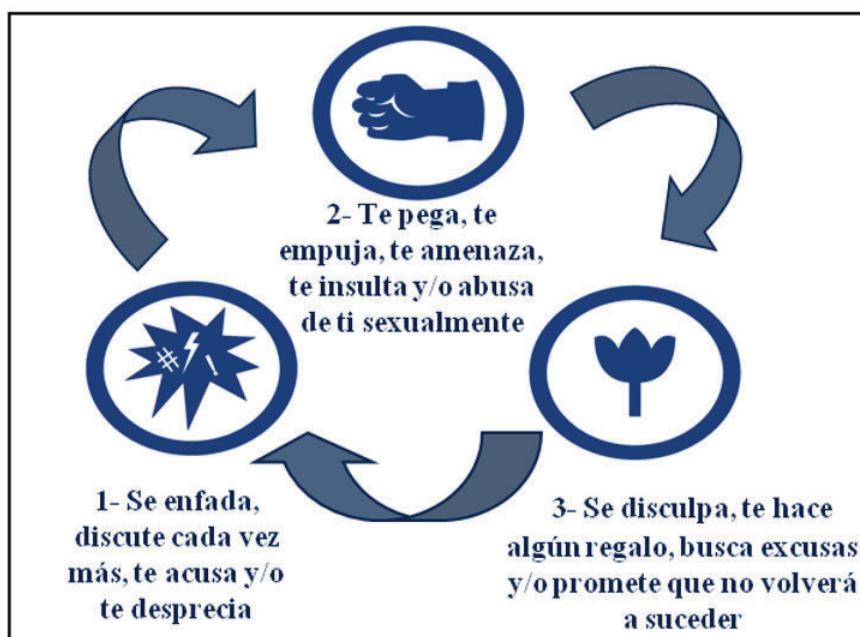 2- Te pega, te
empuja, te amenaza,
te insulta y/o abusa
de ti sexualmente
# !
1- Se enfada,
discute cada vez
más, te acusa y/o
te desprecia
3- Se disculpa, te hace
algún regalo, busca excusas
y/o promete que no volverá
a suceder